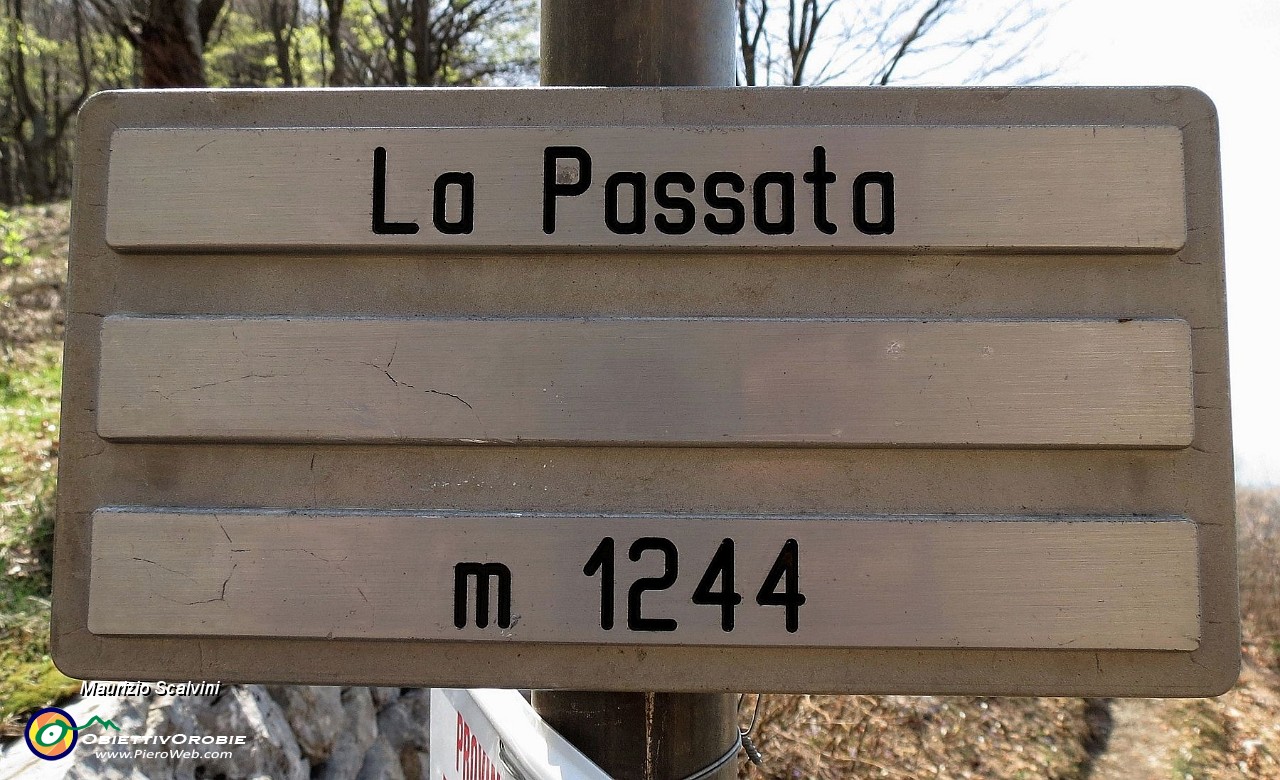 La Passata
m 1244
Maurizio Scalvini
ObiettivOrobie
www.PieroWeb.com